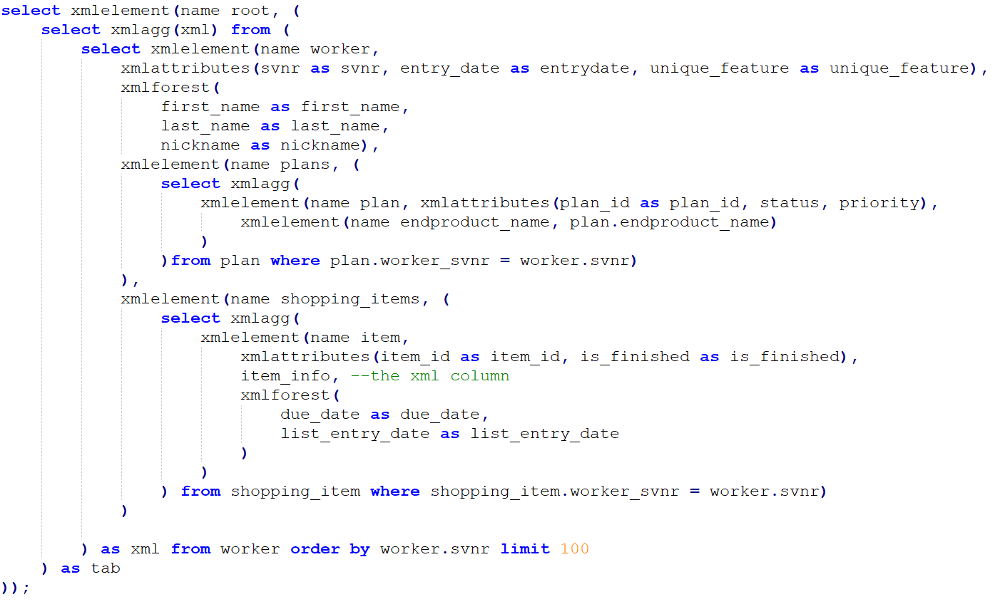 select xmlelement(name root, (
    select xmlagg(xml) from (
        select xmlelement(name worker,
            xmlattributes(svnr as svnr, entry_date as entrydate, unique_feature as unique_feature),
            xmlforest(
                first_name as first_name,
                last_name as last_name,
                nickname as nickname),
            xmlelement(name plans, (
                select xmlagg(
                    xmlelement(name plan, xmlattributes(plan_id as plan_id, status, priority),
                        xmlelement(name endproduct_name, plan.endproduct_name)
                    )
                )from plan where plan.worker_svnr = worker.svnr)
            ),
            xmlelement(name shopping_items, (
                select xmlagg(
                    xmlelement(name item,
                        xmlattributes(item_id as item_id, is_finished as is_finished),
                        item_info, --the xml column
                        xmlforest(
                            due_date as due_date,
                            list_entry_date as list_entry_date
                        )
                    )
                ) from shopping_item where shopping_item.worker_svnr = worker.svnr)
            )

        ) as xml from worker order by worker.svnr limit 100
    ) as tab
));